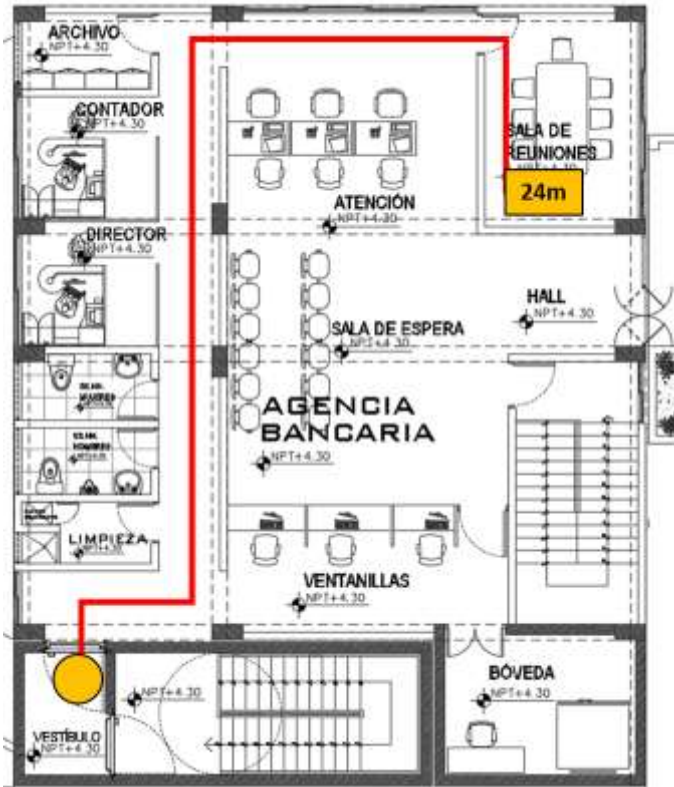 ARCHIVO
NPT+4.30
CONTADOR
NPT+4.30
SALA DE
REUNIONES
24m
ATENCIÓN
NPT+4.30
DIRECTOR
NPT+4.30
HALL
NPT+4.30
SALA DE ESPERA
NPT+4.30
AGENCIA
BANCARIA
NPT+4.30
LIMPIEZA
NPT+4.30
VENTANILLAS
NPT+4.30
BÓVEDA
NPT+4.30
NPT+4.30
VESTÍBULO
NPT+4.30